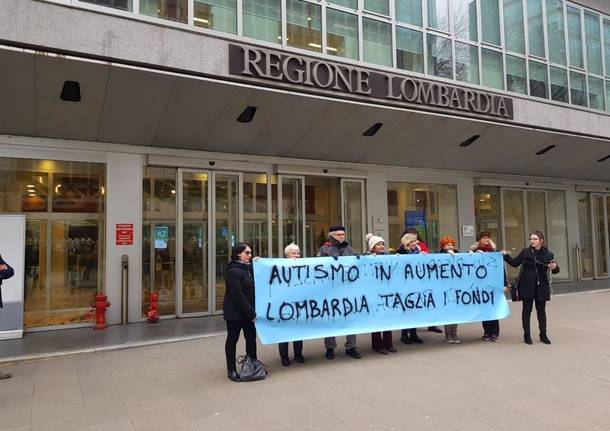 REGIONE LOMBARDIA
AUTISMO IN AUMENTO
LOMBARDIA TAGLIA I FONDI